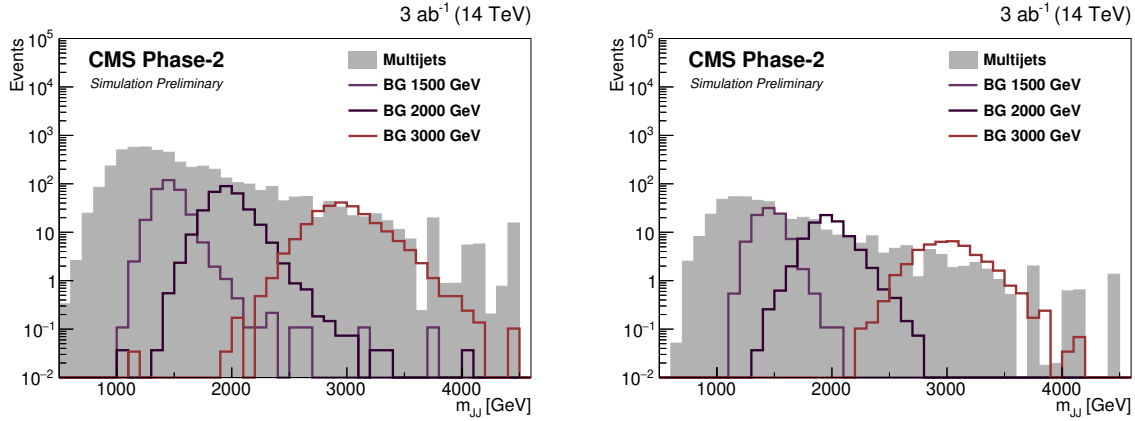 3 ab⁻¹ (14 TeV)
Events
10⁵
10⁴
10³
10²
10
1
10⁻¹
10⁻²
CMS Phase-2
Simulation Preliminary
Multijets
BG 1500 GeV
BG 2000 GeV
BG 3000 GeV
1000 2000 3000 4000
m_JJ [GeV]
3 ab⁻¹ (14 TeV)
Events
10⁵
10⁴
10³
10²
10
1
10⁻¹
10⁻²
CMS Phase-2
Simulation Preliminary
Multijets
BG 1500 GeV
BG 2000 GeV
BG 3000 GeV
1000 2000 3000 4000
m_JJ [GeV]